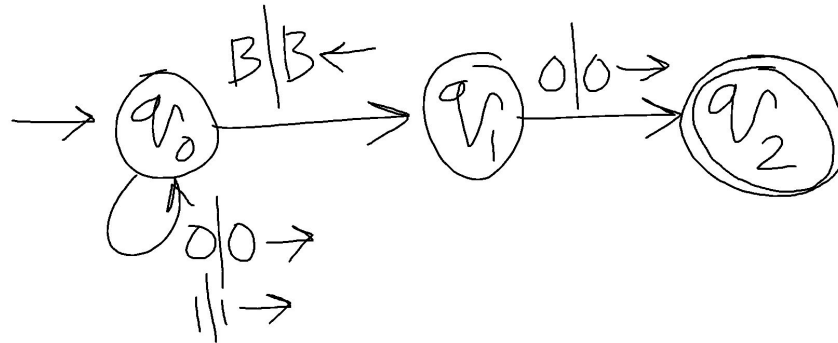 B|B←
0|0→
q₀
q₁
q₂
0|0→
1|1→